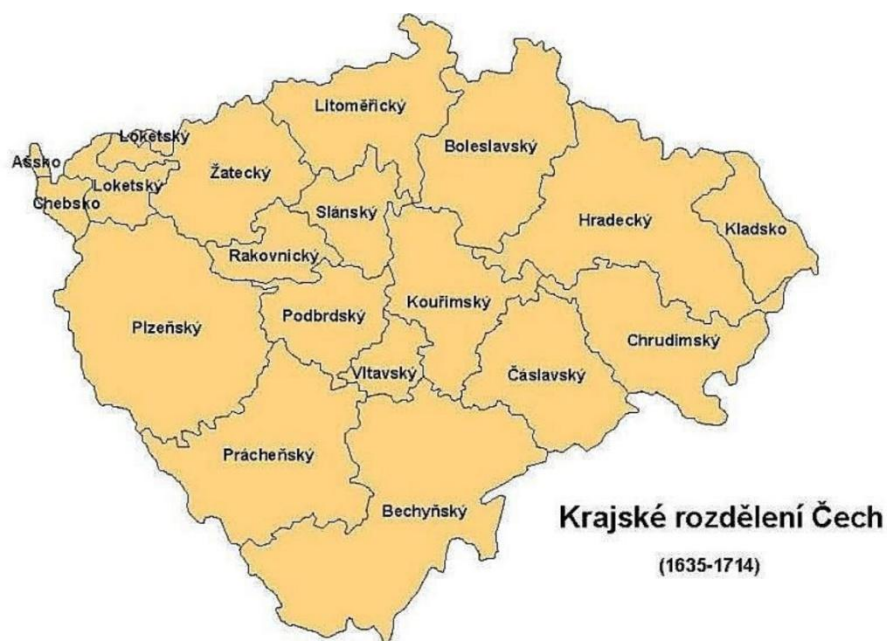 Litoměřický
Loketský
Boleslavský
Ašsko
Žatecký
Loketský
Chebsko
Slánský
Hradecký
Kladsko
Rakovnický
Kouřimský
Podbrdský
Plzeňský
Chrudimský
Vltavský
Čáslavský
Prácheňský
Bechyňský
Krajské rozdělení Čech
(1635-1714)